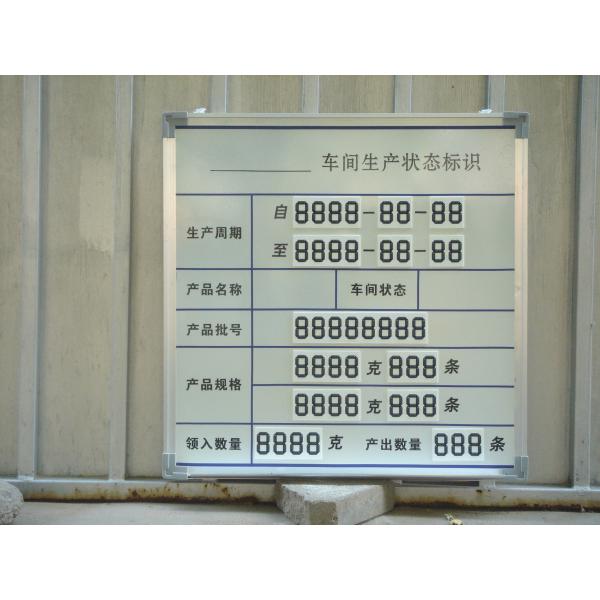 ________ 车间生产状态标识
生产周期 自 8888-88-88
至 8888-88-88
产品名称 车间状态
产品批号 88888888
产品规格 8888 克 888 条
8888 克 888 条
领入数量 8888 克 产出数量 888 条